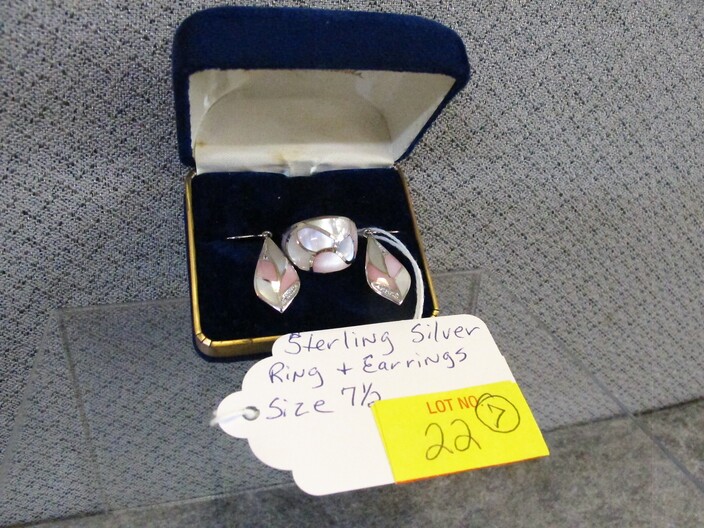 Sterling Silver
Ring + Earrings
Size 7½
LOT NO. 7
22